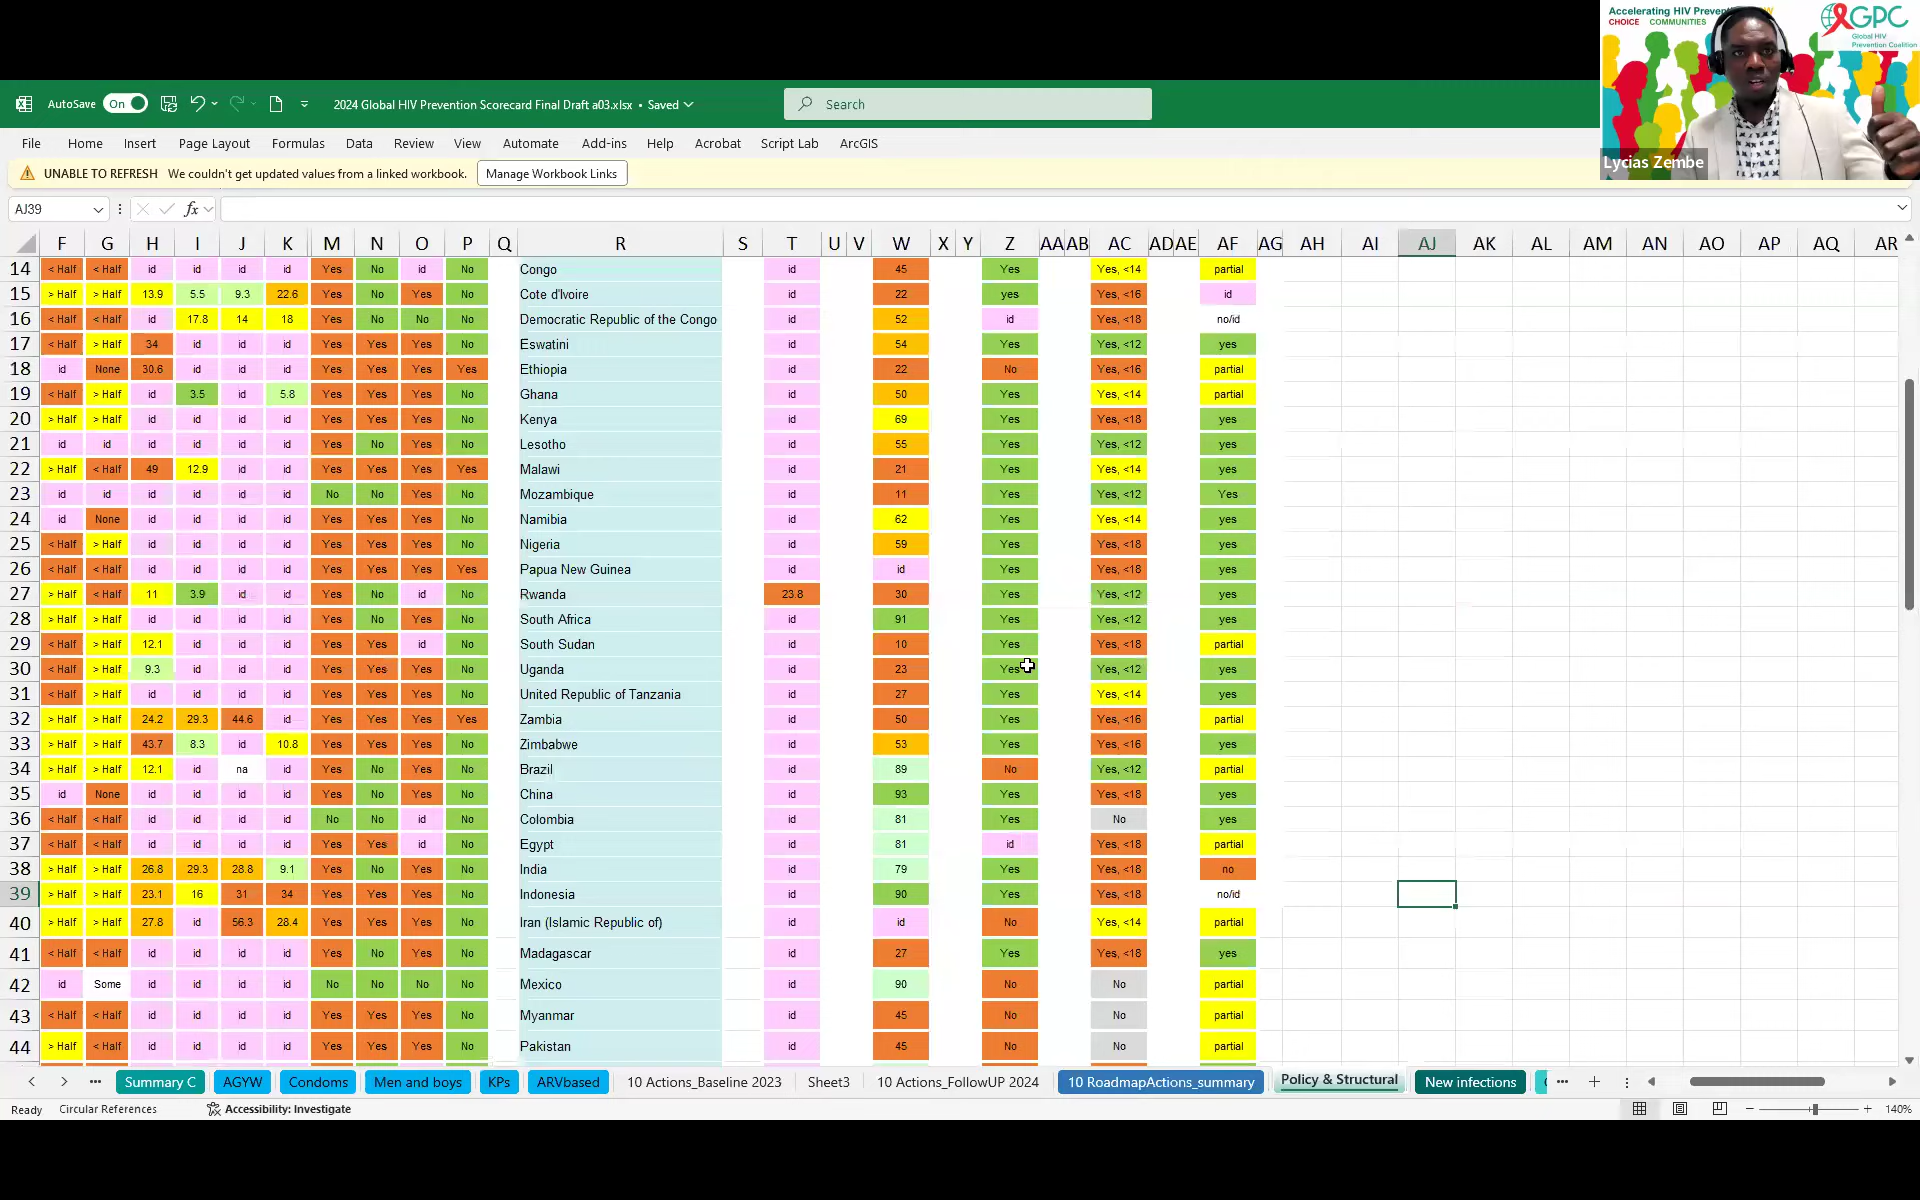 Accelerating HIV Prevention
CHOICE COMMUNITIES
GPC
Global HIV
Prevention Coalition
Lycias Zembe
AutoSave On 2024 Global HIV Prevention Scorecard Final Draft a03.xlsx • Saved Search
File Home Insert Page Layout Formulas Data Review View Automate Add-ins Help Acrobat Script Lab ArcGIS
UNABLE TO REFRESH We couldn't get updated values from a linked workbook. Manage Workbook Links
AJ39 fx
F G H I J K M N O P Q R S T U V W X Y Z AA AB AC AD AE AF AG AH AI AJ AK AL AM AN AO AP AQ AR
14 < Half < Half id id id id Yes No id No Congo id 45 Yes Yes, <14 partial
15 > Half > Half 13.9 5.5 9.3 22.6 Yes No Yes No Cote d'Ivoire id 22 yes Yes, <16 id
16 < Half < Half id 17.8 14 18 Yes No No No Democratic Republic of the Congo id 52 id Yes, <18 no/id
17 < Half > Half 34 id id id Yes Yes Yes No Eswatini id 54 Yes Yes, <12 yes
18 id None 30.6 id id id Yes Yes Yes Yes Ethiopia id 22 No Yes, <16 partial
19 < Half > Half id 3.5 id 5.8 Yes Yes Yes No Ghana id 50 Yes Yes, <14 partial
20 > Half > Half id id id id Yes Yes Yes No Kenya id 69 Yes Yes, <18 yes
21 id id id id id id Yes No Yes No Lesotho id 55 Yes Yes, <12 yes
22 > Half < Half 49 12.9 id id Yes Yes Yes Yes Malawi id 21 Yes Yes, <14 yes
23 id id id id id id No No Yes No Mozambique id 11 Yes Yes, <12 Yes
24 id None id id id id Yes Yes Yes No Namibia id 62 Yes Yes, <14 yes
25 < Half > Half id id id id Yes Yes Yes No Nigeria id 59 Yes Yes, <18 yes
26 < Half < Half id id id id Yes Yes Yes Yes Papua New Guinea id id Yes Yes, <18 yes
27 > Half < Half 11 3.9 id id Yes No id No Rwanda 23.8 30 Yes Yes, <12 yes
28 > Half > Half id id id id Yes No Yes No South Africa id 91 Yes Yes, <12 yes
29 < Half > Half 12.1 id id id Yes Yes id No South Sudan id 10 Yes Yes, <18 partial
30 < Half > Half 9.3 id id id Yes Yes Yes No Uganda id 23 Yes Yes, <12 yes
31 < Half > Half id id id id Yes Yes Yes No United Republic of Tanzania id 27 Yes Yes, <14 yes
32 > Half > Half 24.2 29.3 44.6 id Yes Yes Yes Yes Zambia id 50 Yes Yes, <16 partial
33 > Half > Half 43.7 8.3 id 10.8 Yes Yes Yes No Zimbabwe id 53 Yes Yes, <16 yes
34 > Half > Half 12.1 id na id Yes No Yes No Brazil id 89 No Yes, <12 partial
35 id None id id id id Yes No Yes No China id 93 Yes Yes, <18 yes
36 < Half < Half id id id id No No id No Colombia id 81 Yes No yes
37 < Half < Half id id id id Yes Yes id No Egypt id 81 id Yes, <18 partial
38 > Half > Half 26.8 29.3 28.8 9.1 Yes No Yes No India id 79 Yes Yes, <18 no
39 > Half > Half 23.1 16 31 34 Yes Yes Yes No Indonesia id 90 Yes Yes, <18 no/id
40 > Half > Half 27.8 id 56.3 28.4 Yes Yes Yes No Iran (Islamic Republic of) id id No Yes, <14 partial
41 < Half < Half id id id id Yes No Yes No Madagascar id 27 Yes Yes, <18 yes
42 id Some id id id id No No No No Mexico id 90 No No partial
43 < Half < Half id id id id Yes Yes Yes No Myanmar id 45 No No partial
44 > Half < Half id id id id Yes Yes Yes No Pakistan id 45 No No partial
Summary C AGYW Condoms Men and boys KPs ARVbased 10 Actions_Baseline 2023 Sheet3 10 Actions_FollowUP 2024 10 RoadmapActions_summary Policy & Structural New infections
Ready Circular References Accessibility: Investigate 140%